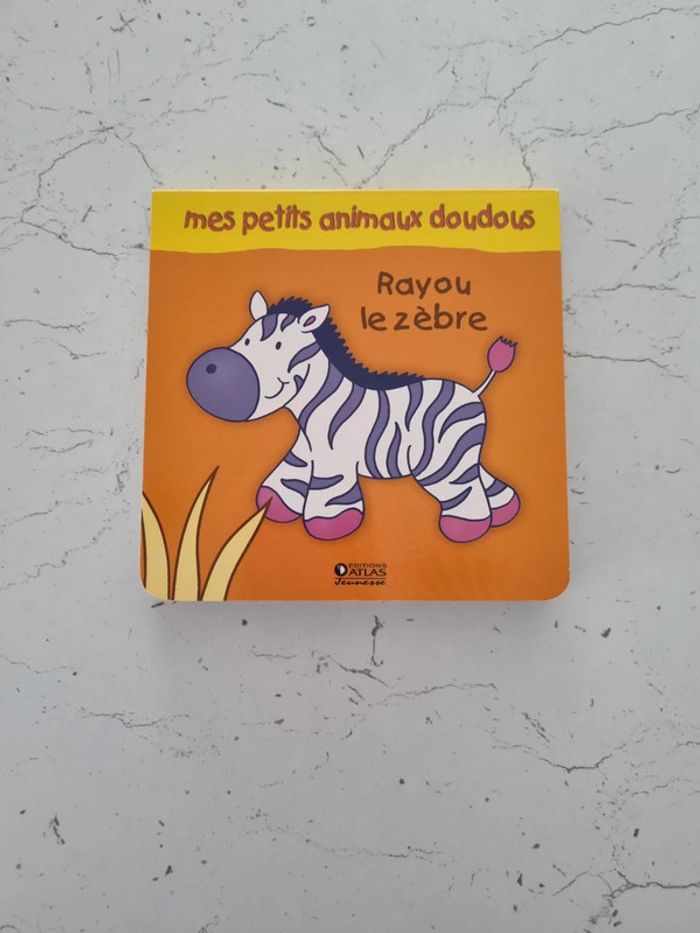 mes petits animaux doudous
Rayou
le zèbre
EDITIONS
ATLAS
Jeunesse